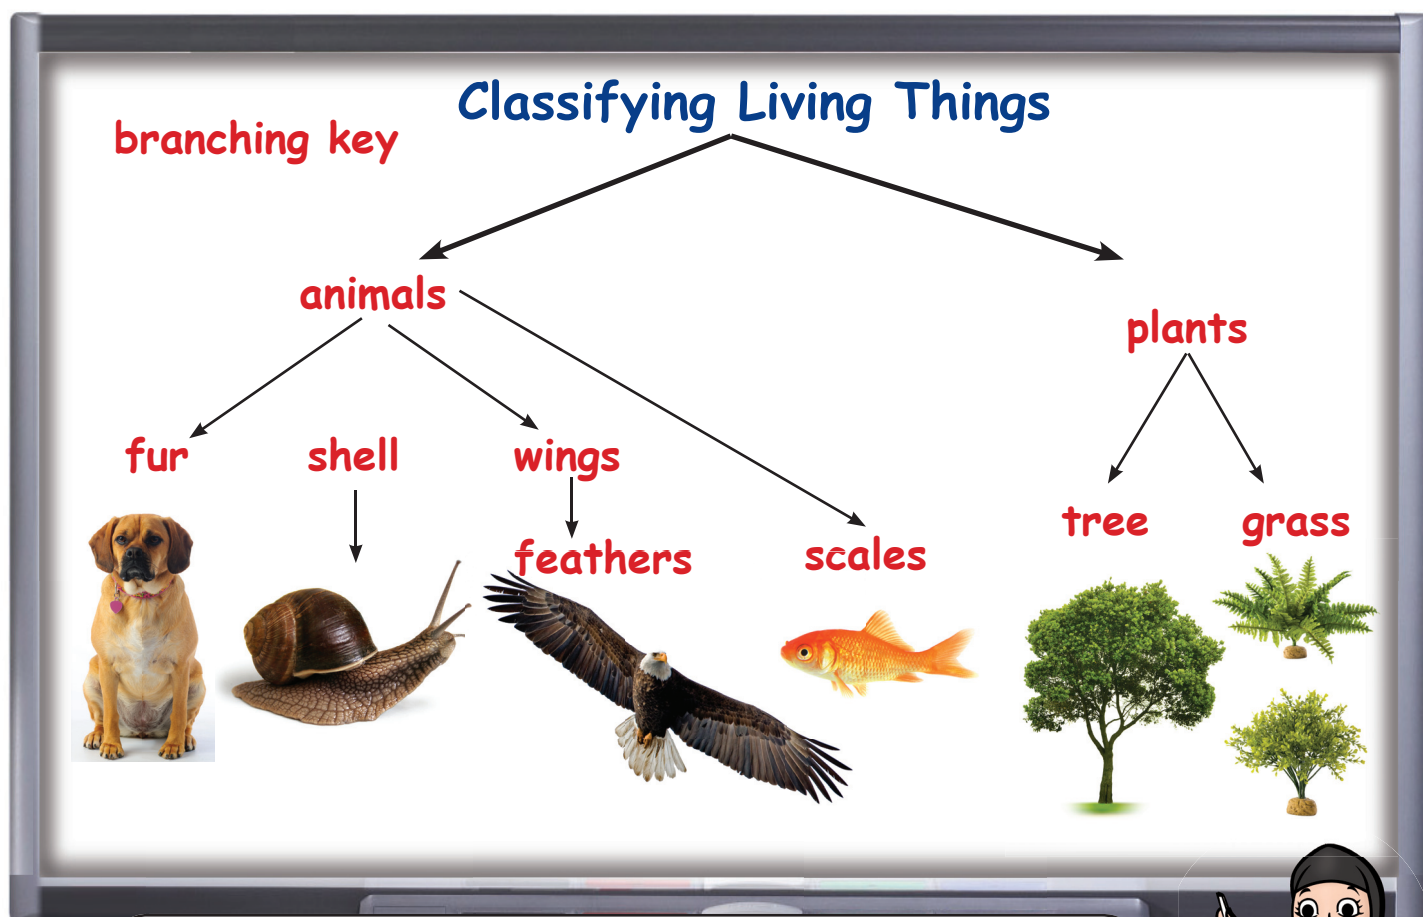 Classifying Living Things
branching key
animals
plants
fur
shell
wings
tree
grass
feathers
scales